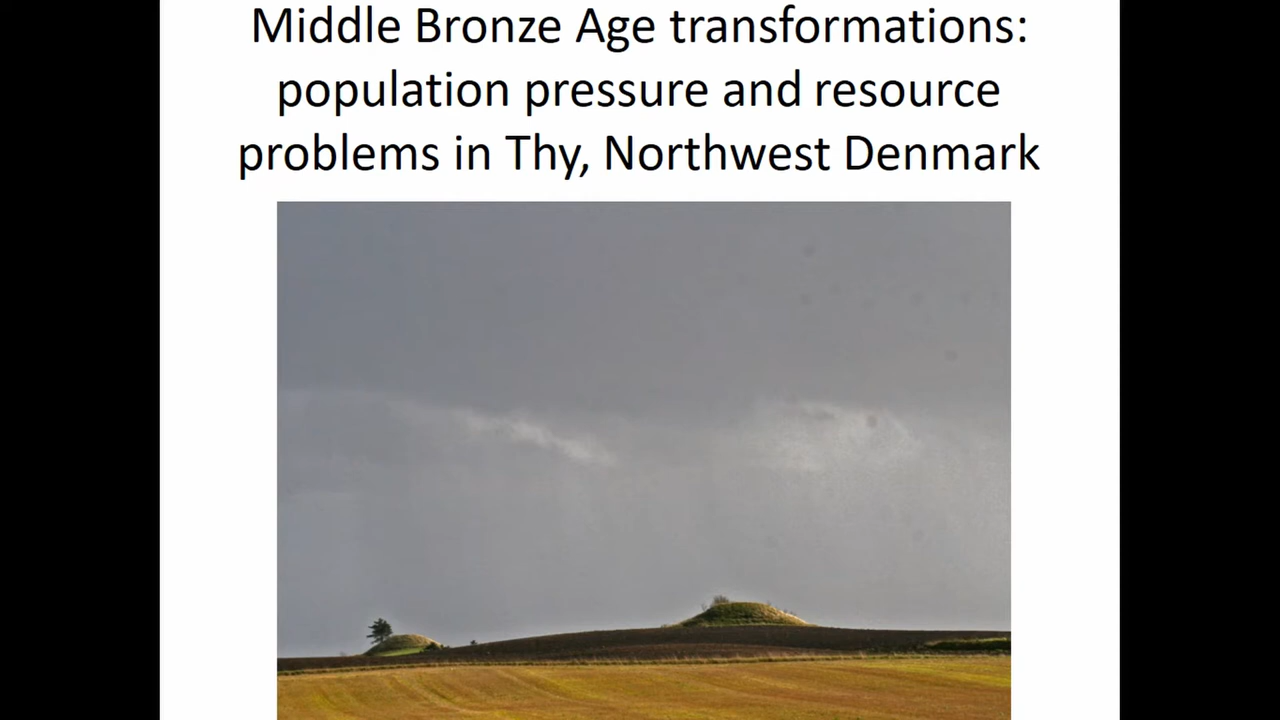 Middle Bronze Age transformations:
population pressure and resource
problems in Thy, Northwest Denmark